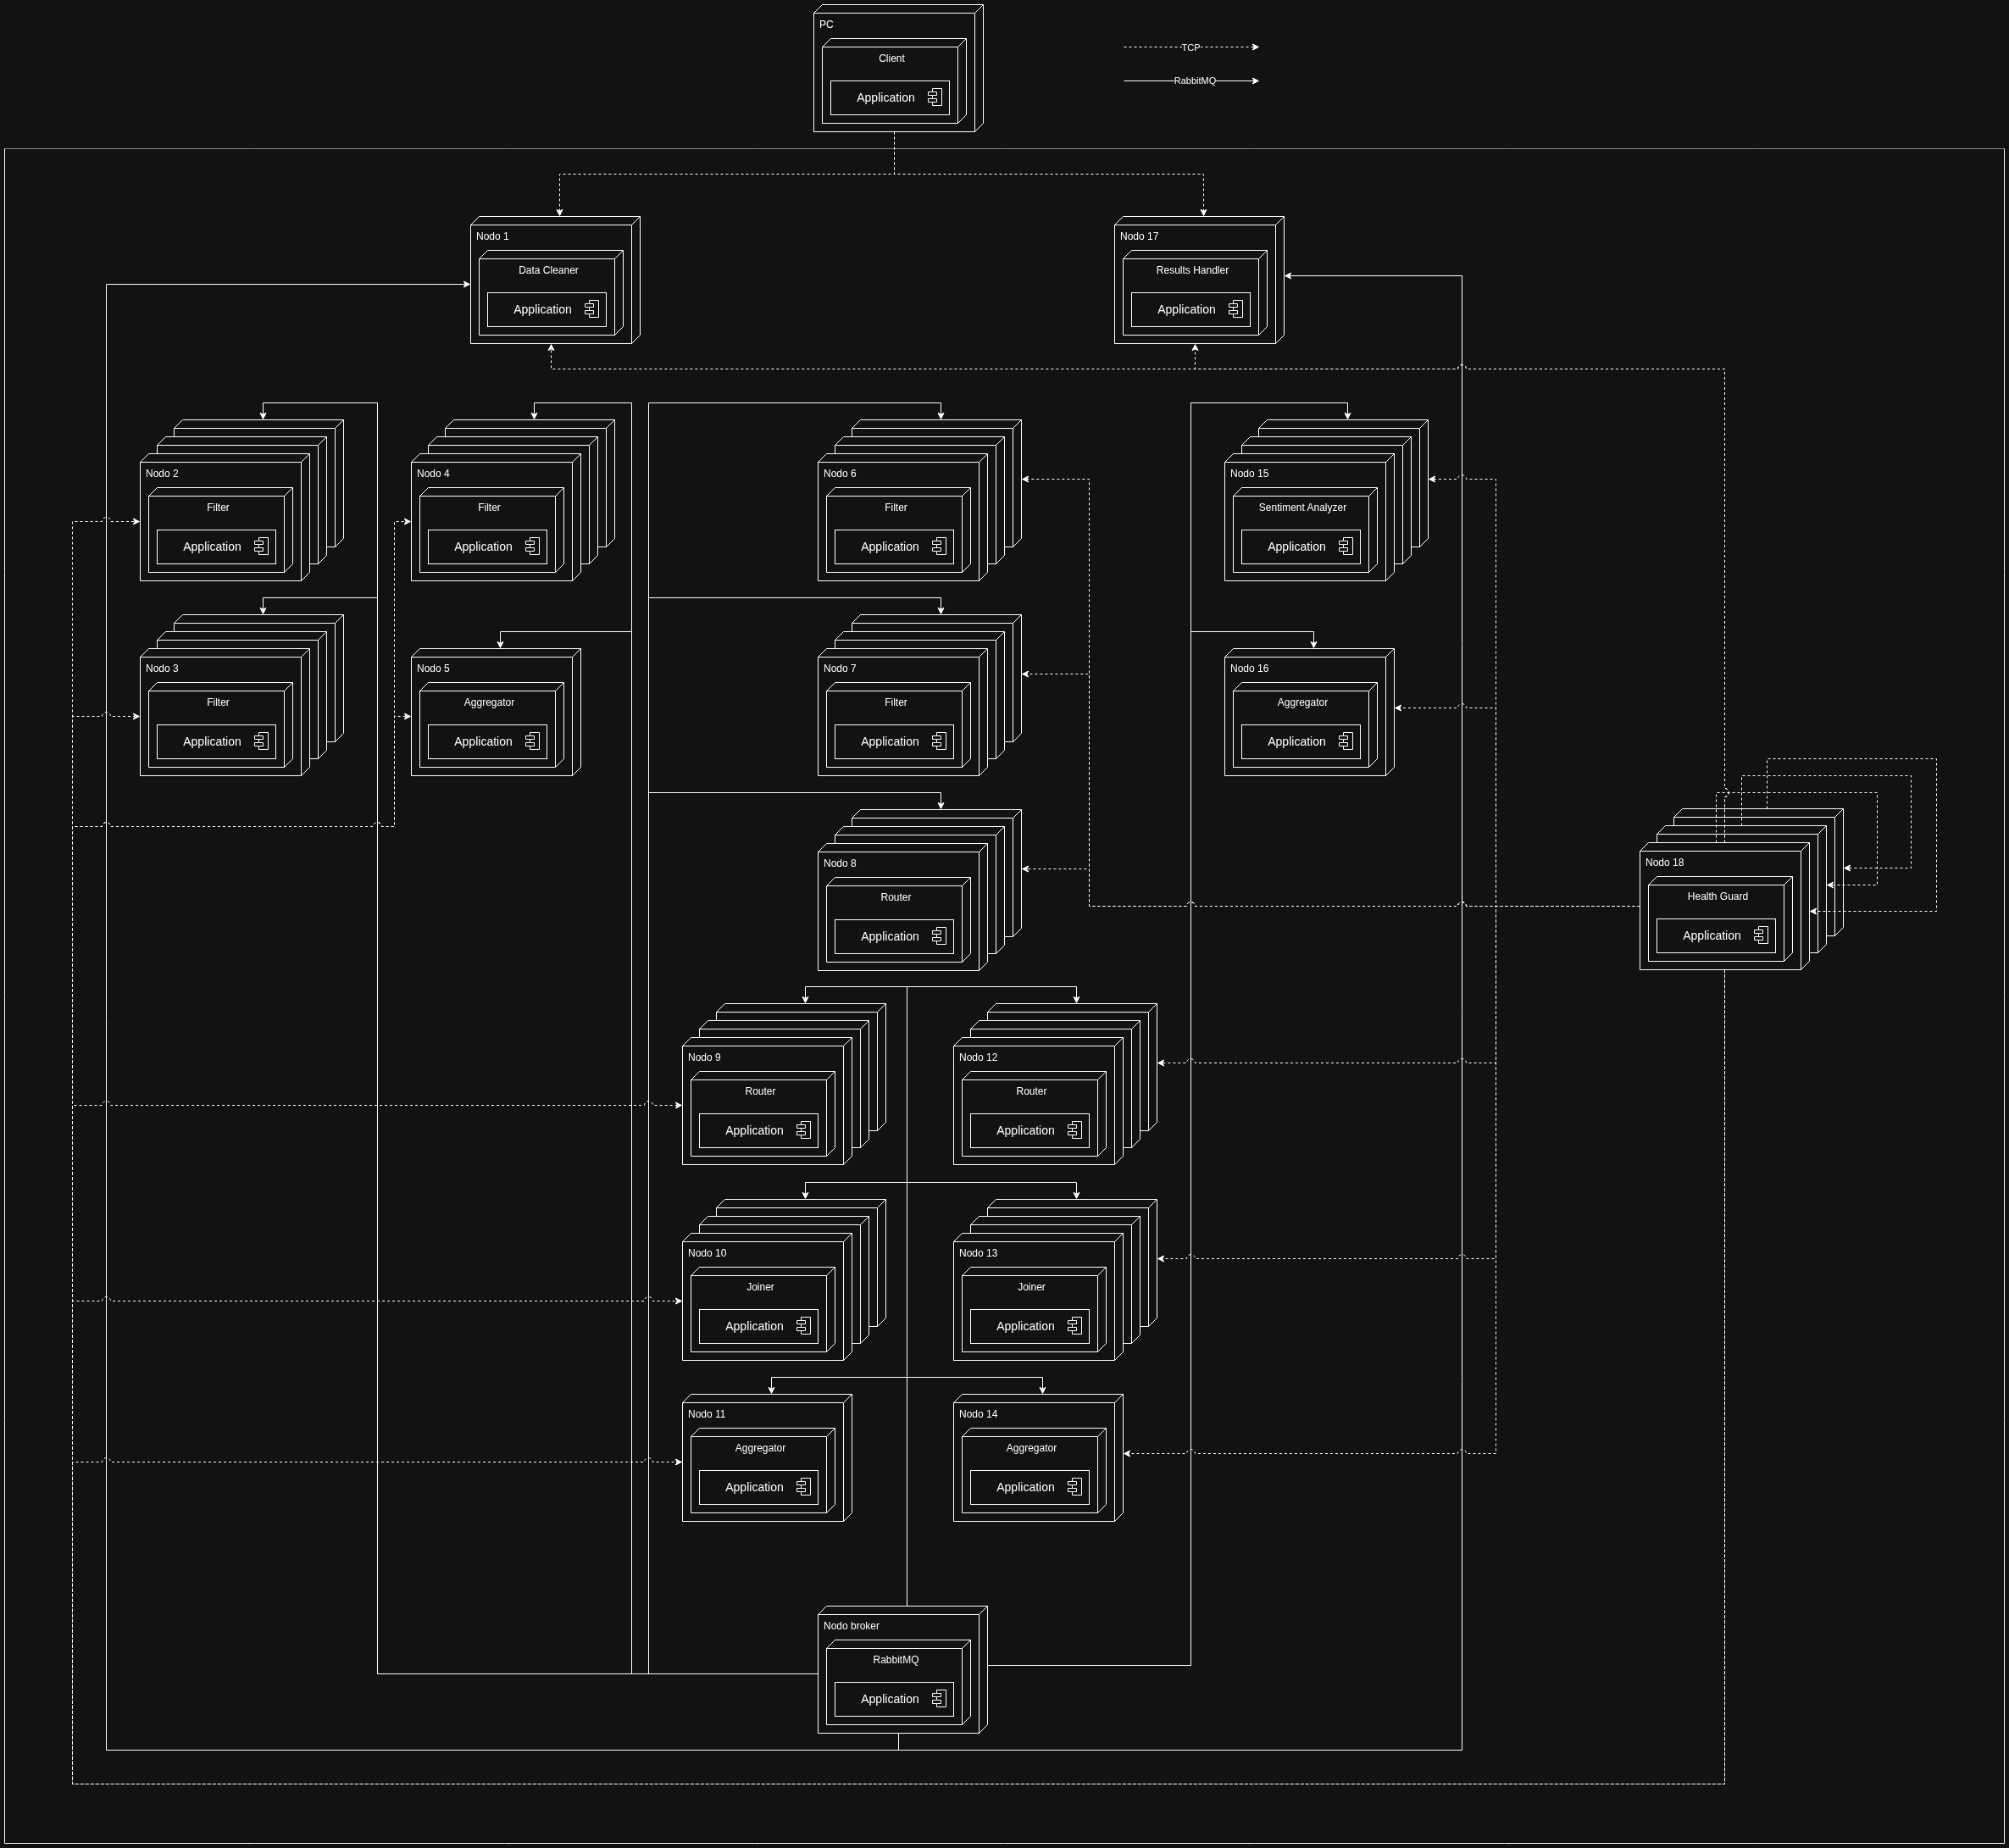 PC
Client
Application
TCP
RabbitMQ
Nodo 1
Data Cleaner
Application
Nodo 17
Results Handler
Application
Nodo 2
Filter
Application
Nodo 4
Filter
Application
Nodo 6
Filter
Application
Nodo 15
Sentiment Analyzer
Application
Nodo 3
Filter
Application
Nodo 5
Aggregator
Application
Nodo 7
Filter
Application
Nodo 16
Aggregator
Application
Nodo 8
Router
Application
Nodo 18
Health Guard
Application
Nodo 9
Router
Application
Nodo 12
Router
Application
Nodo 10
Joiner
Application
Nodo 13
Joiner
Application
Nodo 11
Aggregator
Application
Nodo 14
Aggregator
Application
Nodo broker
RabbitMQ
Application